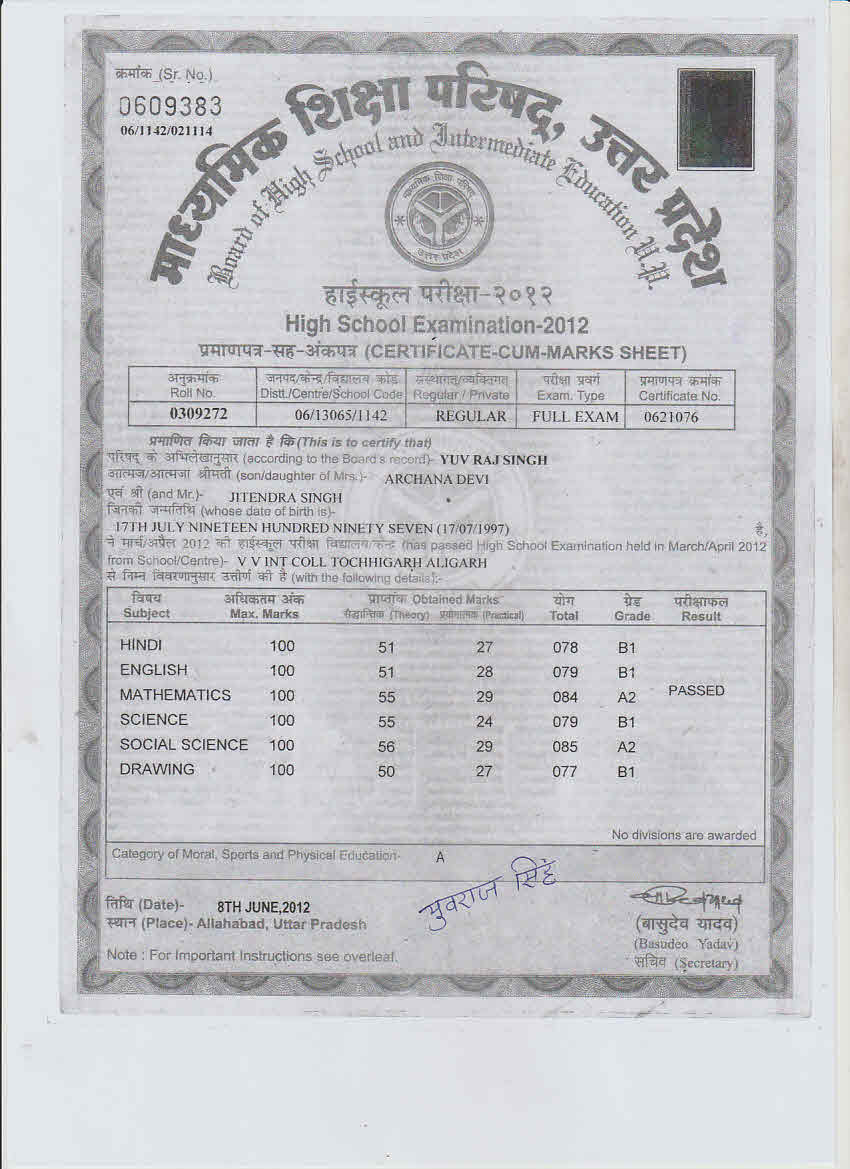 क्रमांक (Sr. No.)
0609383
06/1142/021114
माध्यमिक शिक्षा परिषद्, उत्तर प्रदेश
Board of High School and Intermediate Education U.P.
माध्यमिक शिक्षा परिषद
उत्तर प्रदेश
हाईस्कूल परीक्षा-२०१२
High School Examination-2012
प्रमाणपत्र-सह-अंकपत्र (CERTIFICATE-CUM-MARKS SHEET)
अनुक्रमांक जनपद/केन्द्र/विद्यालय कोड संस्थागत/व्यक्तिगत परीक्षा प्रवर्ग प्रमाणपत्र क्रमांक
Roll No. Distt./Centre/School Code Regular / Private Exam. Type Certificate No.
0309272 06/13065/1142 REGULAR FULL EXAM 0621076
प्रमाणित किया जाता है कि (This is to certify that)
परिषद् के अभिलेखानुसार (according to the Board's record)- YUV RAJ SINGH
आत्मज/आत्मजा श्रीमती (son/daughter of Mrs.)- ARCHANA DEVI
एवं श्री (and Mr.)- JITENDRA SINGH
जिनकी जन्मतिथि (whose date of birth is)-
17TH JULY NINETEEN HUNDRED NINETY SEVEN (17/07/1997) है,
ने मार्च/अप्रैल 2012 की हाईस्कूल परीक्षा विद्यालय/केन्द्र (has passed High School Examination held in March/April 2012
from School/Centre)- V V INT COLL TOCHHIGARH ALIGARH
से निम्न विवरणानुसार उत्तीर्ण की है (with the following details):-
विषय अधिकतम अंक प्राप्तांक Obtained Marks योग ग्रेड परीक्षाफल
Subject Max. Marks सैद्धान्तिक (Theory) प्रयोगात्मक (Practical) Total Grade Result
HINDI 100 51 27 078 B1
ENGLISH 100 51 28 079 B1
MATHEMATICS 100 55 29 084 A2 PASSED
SCIENCE 100 55 24 079 B1
SOCIAL SCIENCE 100 56 29 085 A2
DRAWING 100 50 27 077 B1
No divisions are awarded
Category of Moral, Sports and Physical Education- A
युवराज सिंह
तिथि (Date)- 8TH JUNE,2012
स्थान (Place)- Allahabad, Uttar Pradesh
(बासुदेव यादव)
(Basudeo Yadav)
सचिव (Secretary)
Note : For Important Instructions see overleaf.